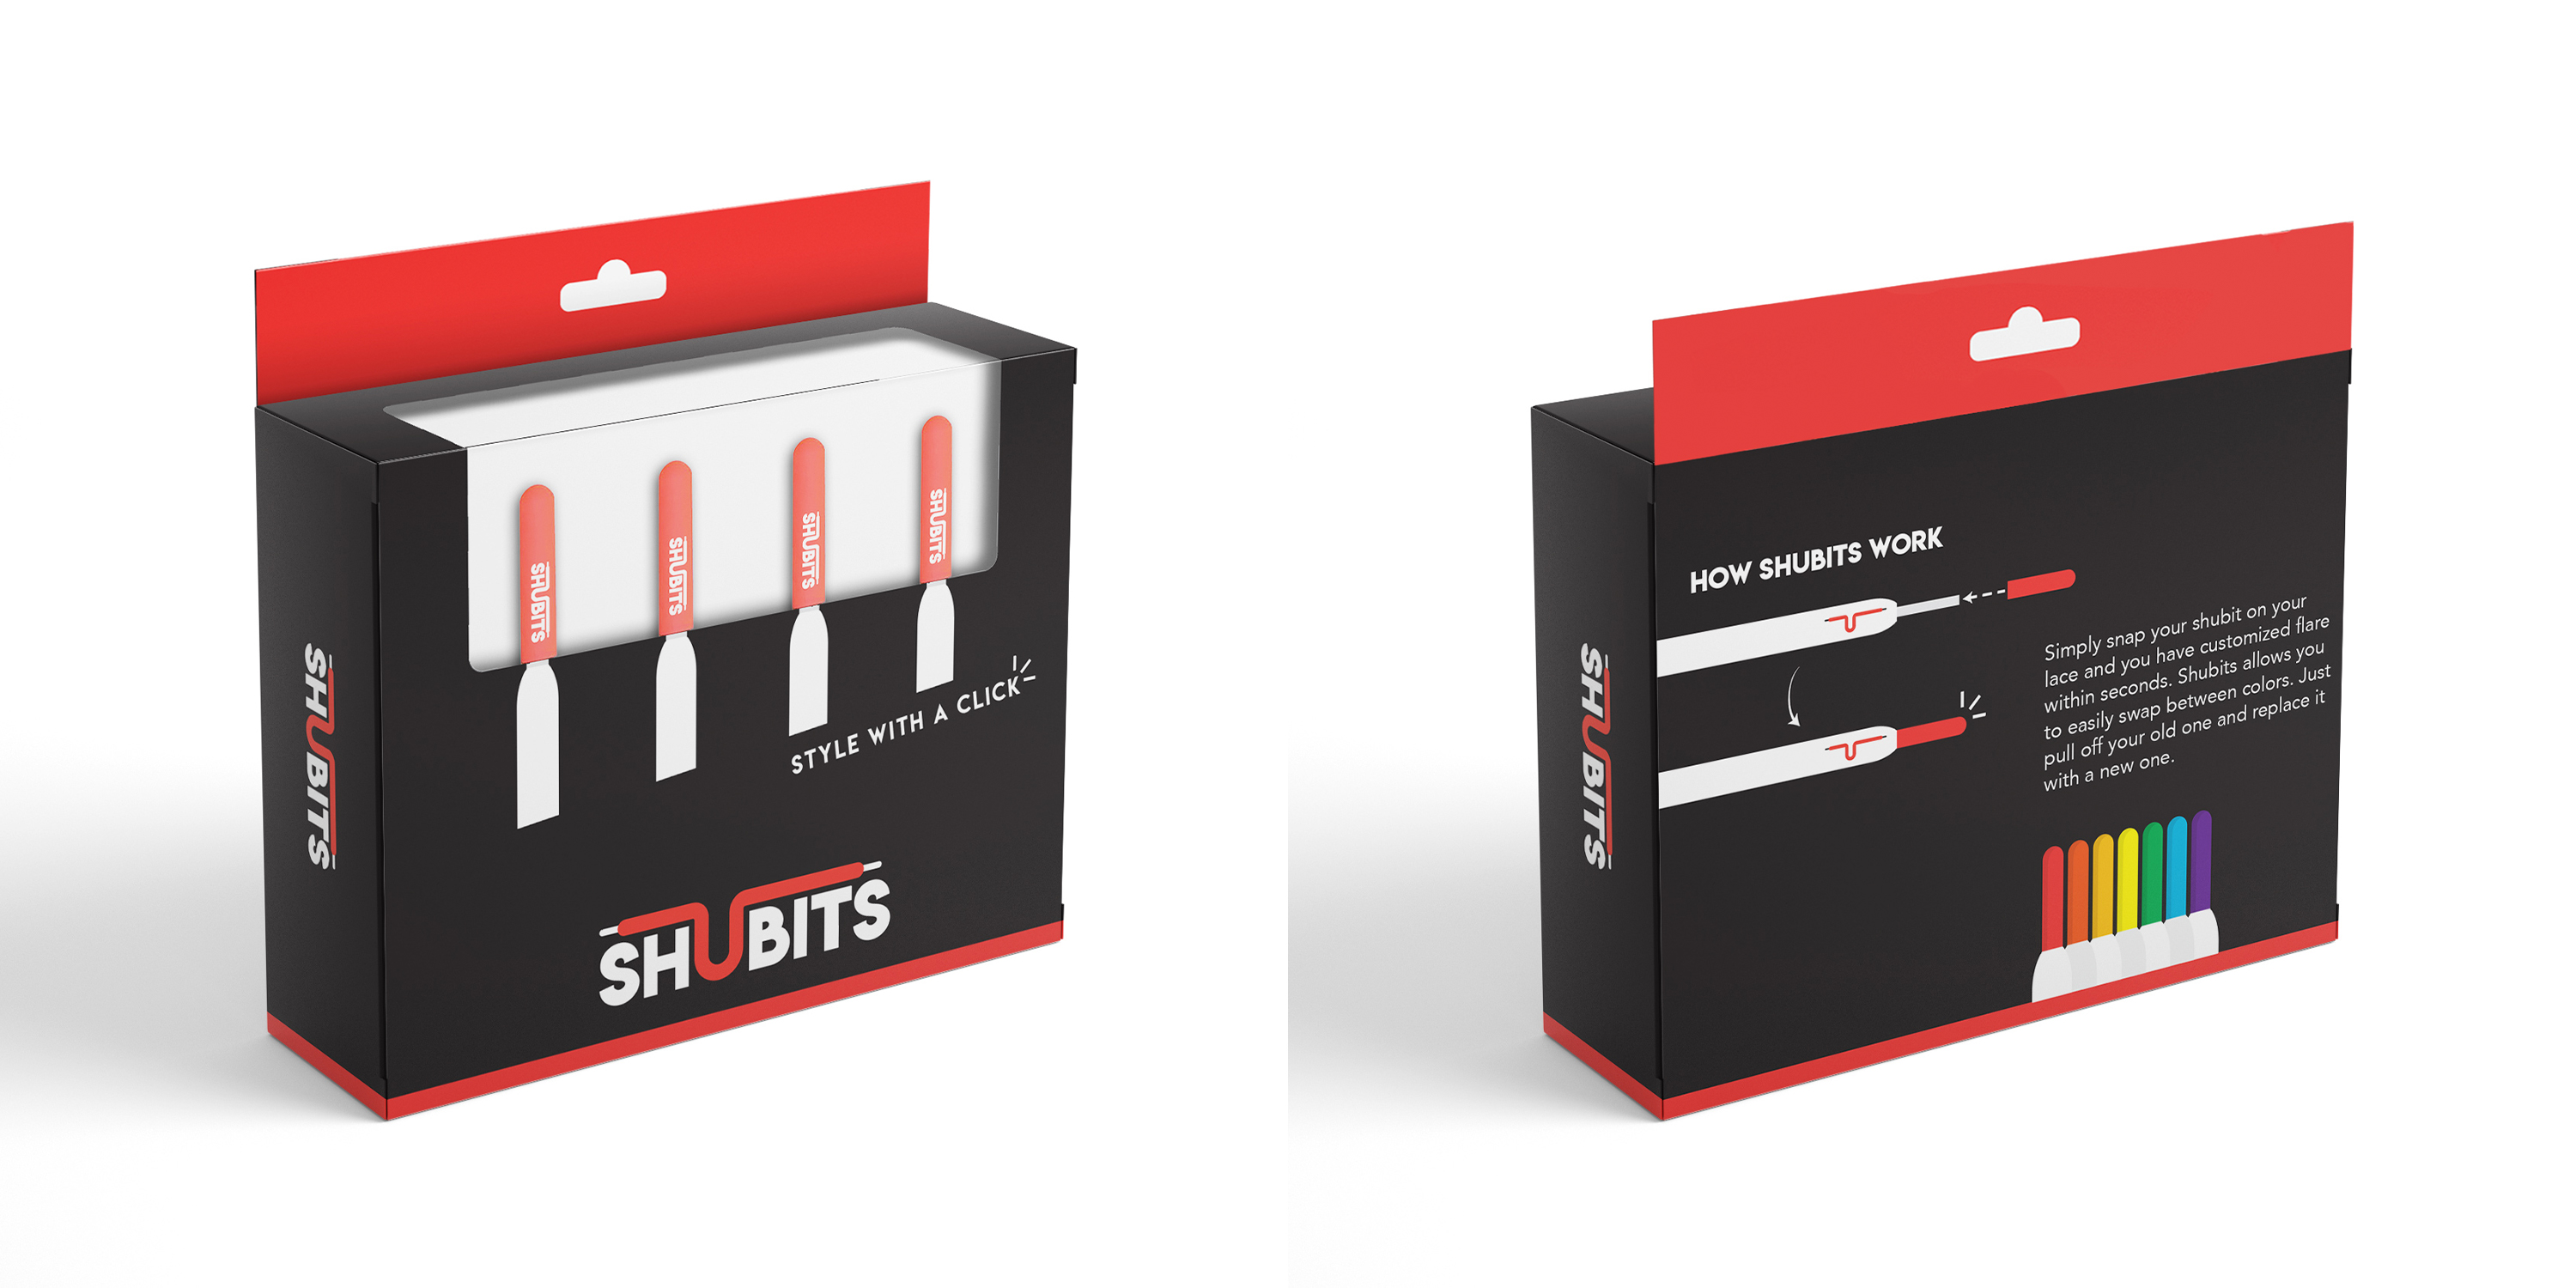 SHUBITS
SHUBITS
SHUBITS
SHUBITS
STYLE WITH A CLICK
SHUBITS
SHUBITS
HOW SHUBITS WORK
Simply snap your shubit on your
lace and you have customized flare
within seconds. Shubits allows you
to easily swap between colors. Just
pull off your old one and replace it
with a new one.
SHUBITS